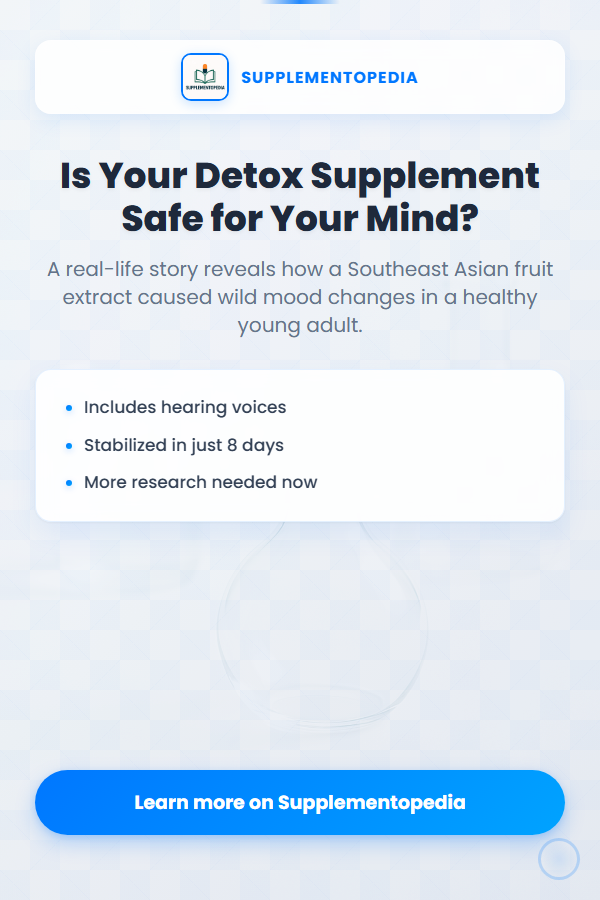 SUPPLEMENTOPEDIA
SUPPLEMENTOPEDIA
Is Your Detox Supplement
Safe for Your Mind?
A real-life story reveals how a Southeast Asian fruit
extract caused wild mood changes in a healthy
young adult.
Includes hearing voices
Stabilized in just 8 days
More research needed now
Learn more on Supplementopedia